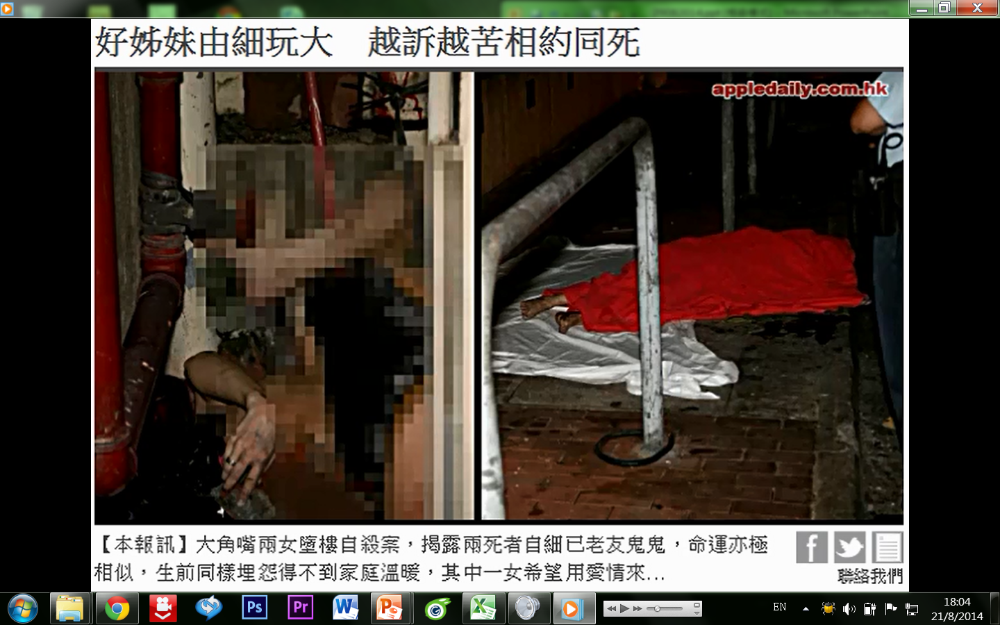 好姊妹由細玩大　越訴越苦相約同死
appledaily.com.hk
【本報訊】大角嘴兩女墮樓自殺案，揭露兩死者自細已老友鬼鬼，命運亦極
相似，生前同樣埋怨得不到家庭溫暖，其中一女希望用愛情來...
聯絡我們
Ps
Pr
EN
18:04
21/8/2014